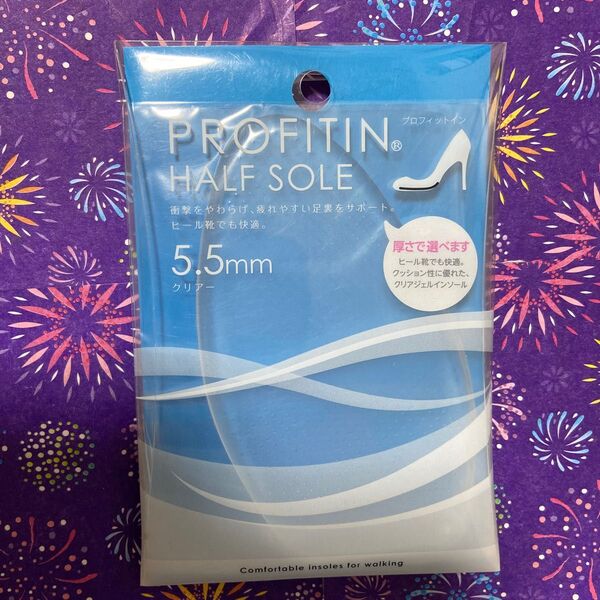 PROFITIN®
プロフィットイン
HALF SOLE
衝撃をやわらげ、疲れやすい足裏をサポート。
ヒール靴でも快適。
5.5mm
クリアー
厚さで選べます
ヒール靴でも快適。
クッション性に優れた、
クリアジェルインソール
Comfortable insoles for walking